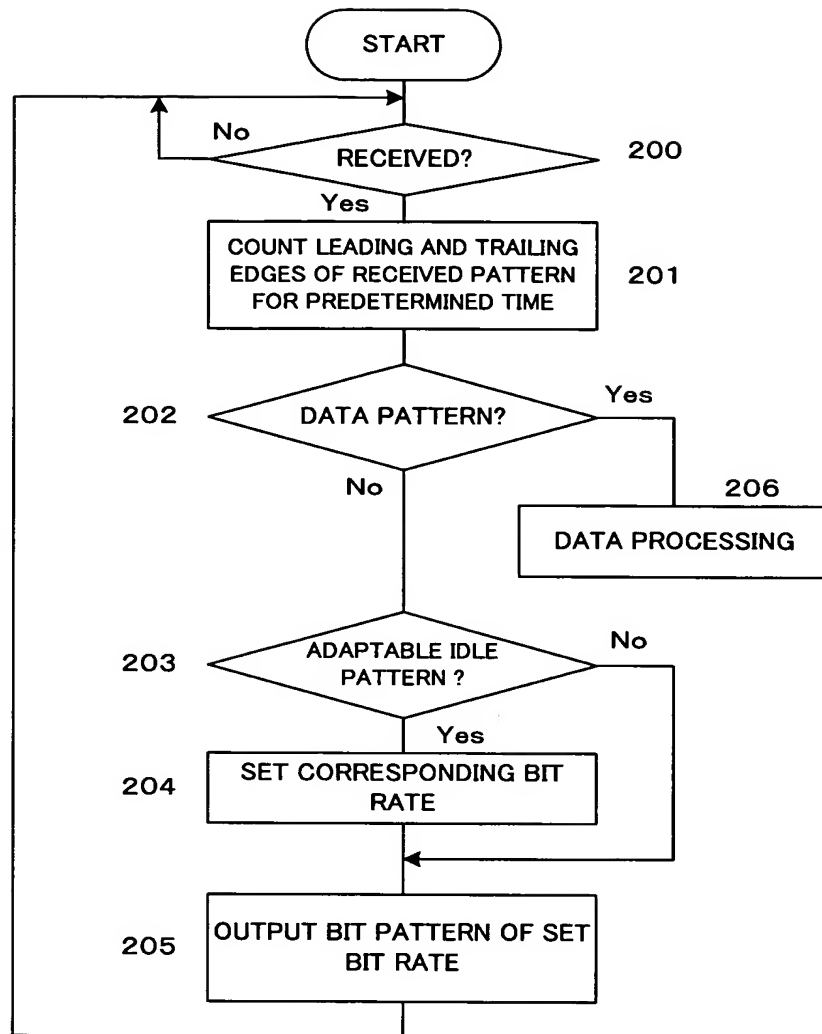 START
No
RECEIVED?
200
Yes
COUNT LEADING AND TRAILING
EDGES OF RECEIVED PATTERN
FOR PREDETERMINED TIME
201
202
DATA PATTERN?
Yes
No
206
DATA PROCESSING
203
ADAPTABLE IDLE
PATTERN ?
No
Yes
204
SET CORRESPONDING BIT
RATE
205
OUTPUT BIT PATTERN OF SET
BIT RATE